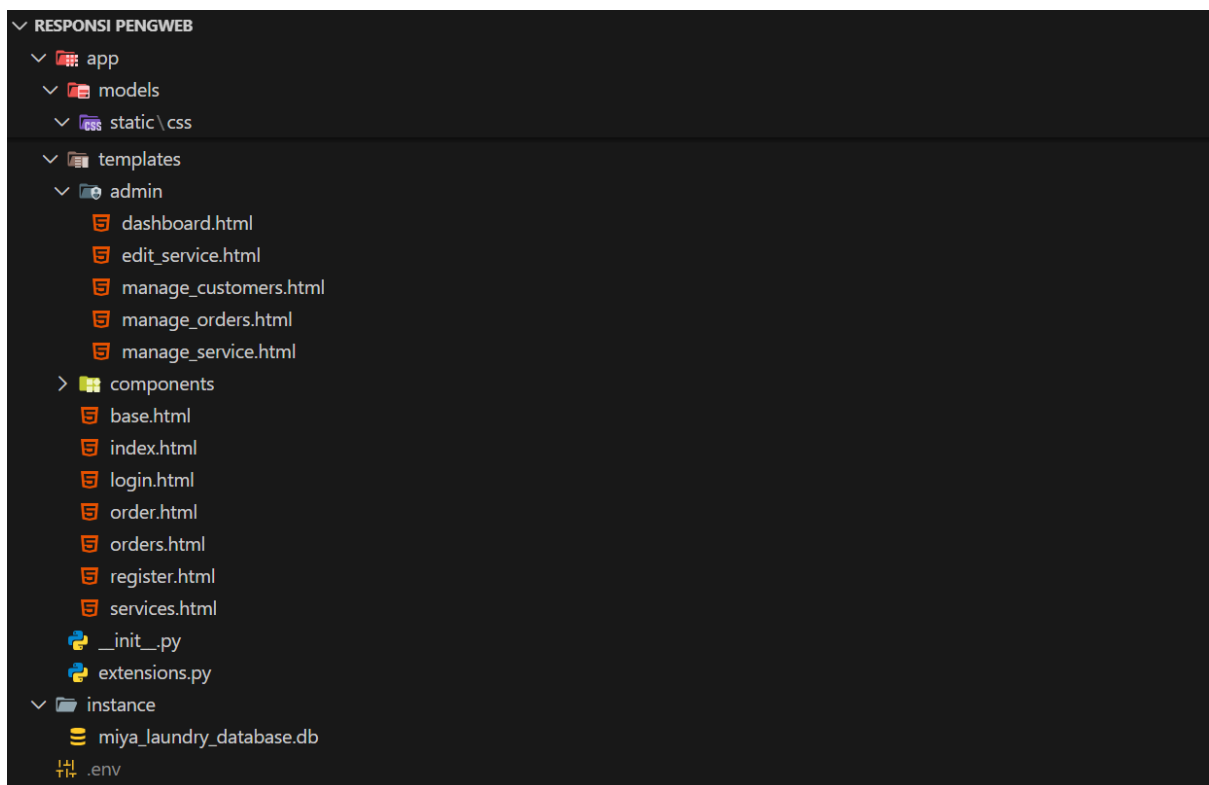 RESPONSI PENGWEB
app
models
static\css
templates
admin
dashboard.html
edit_service.html
manage_customers.html
manage_orders.html
manage_service.html
components
base.html
index.html
login.html
order.html
orders.html
register.html
services.html
__init__.py
extensions.py
instance
miya_laundry_database.db
.env